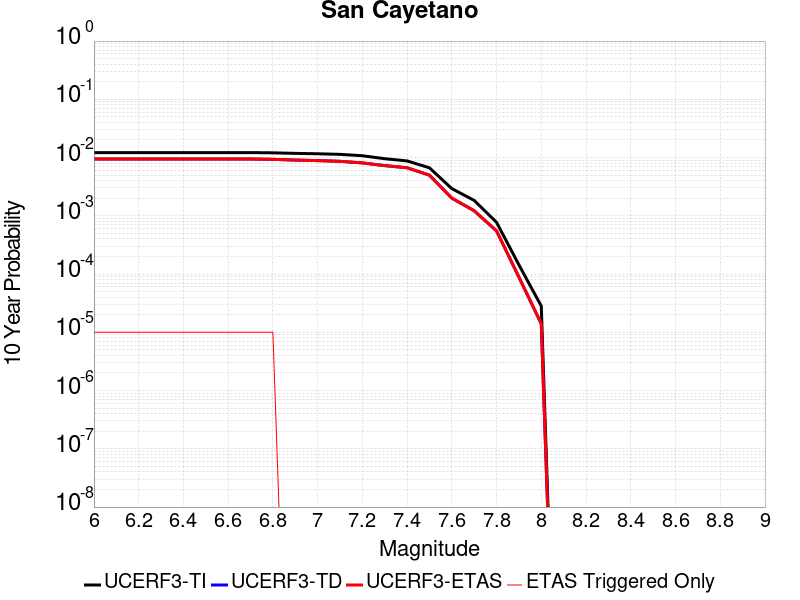 San Cayetano
10^0
10^-1
10^-2
10^-3
10^-4
10^-5
10^-6
10^-7
10^-8
10 Year Probability
6 6.2 6.4 6.6 6.8 7 7.2 7.4 7.6 7.8 8 8.2 8.4 8.6 8.8 9
Magnitude
UCERF3-TI UCERF3-TD UCERF3-ETAS ETAS Triggered Only